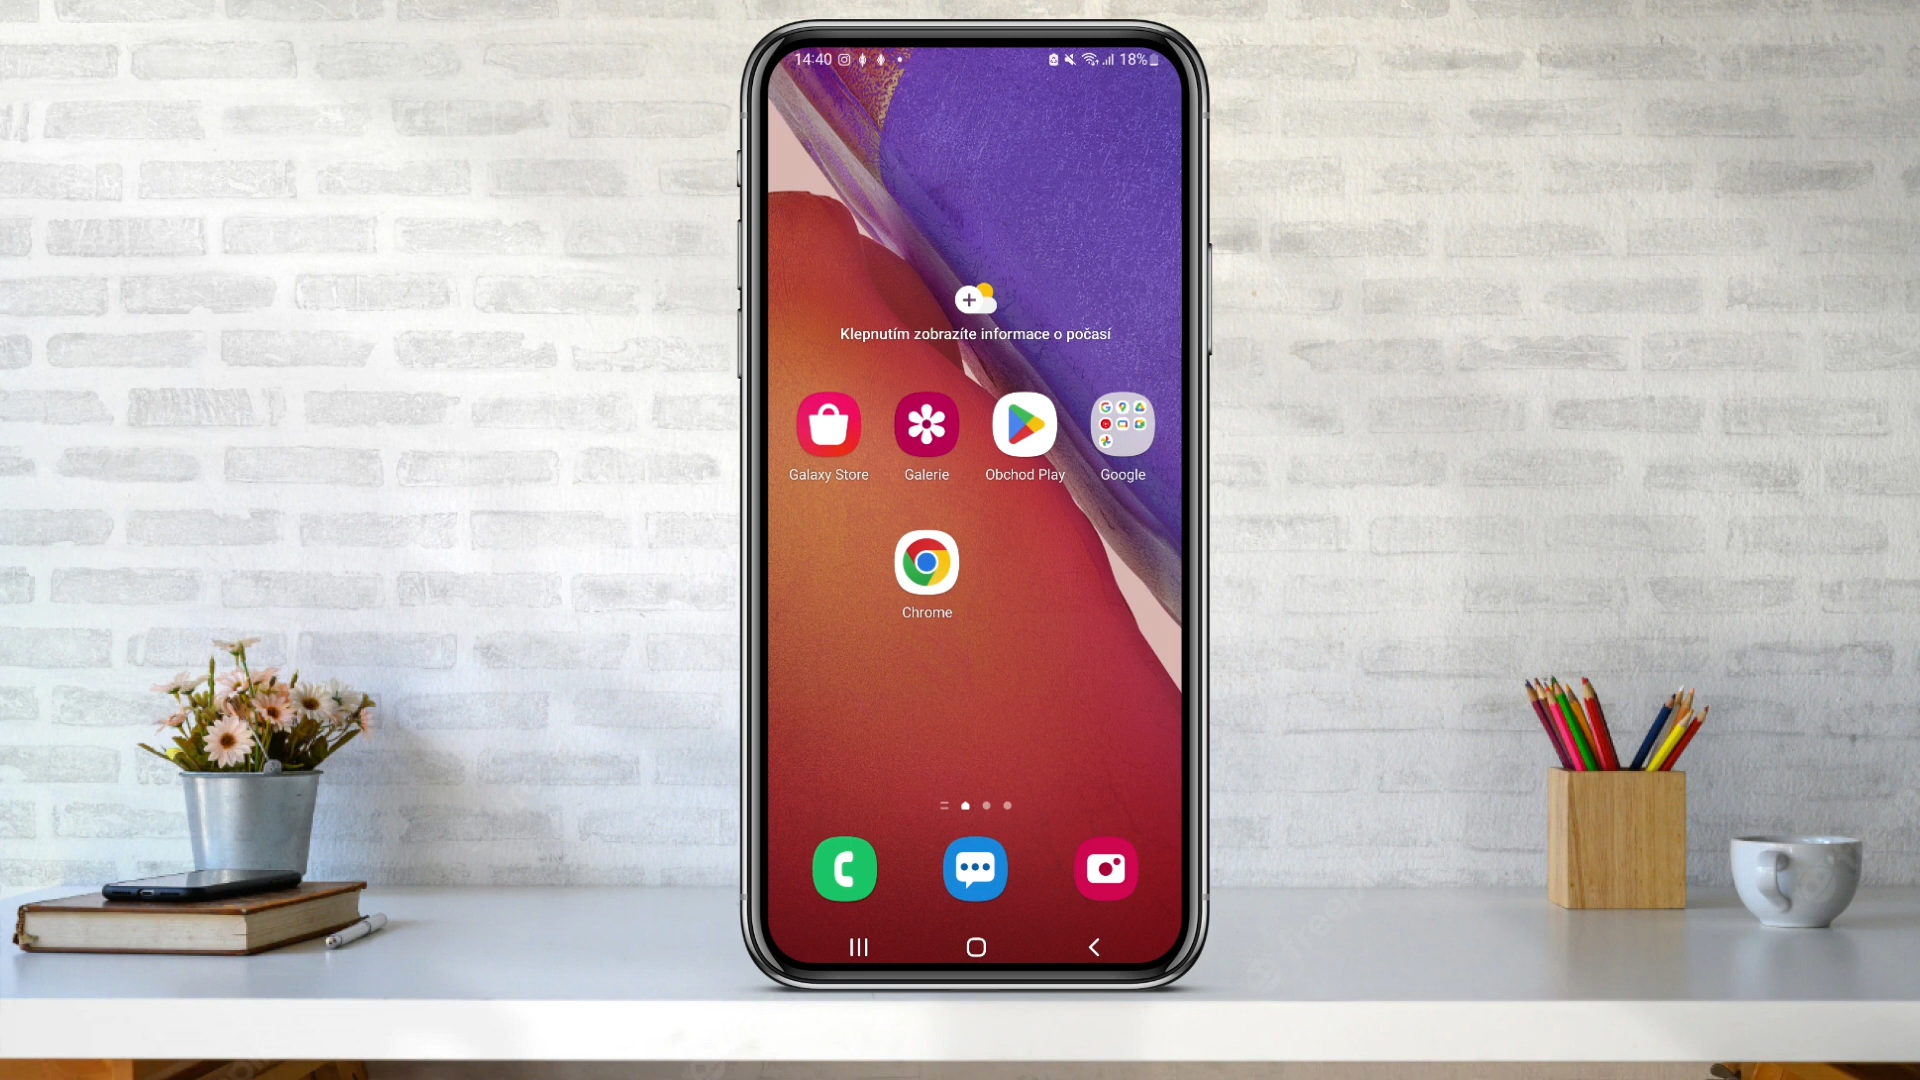 14:40
18%
Klepnutím zobrazíte informace o počasí
Galaxy Store
Galerie
Obchod Play
Google
Chrome